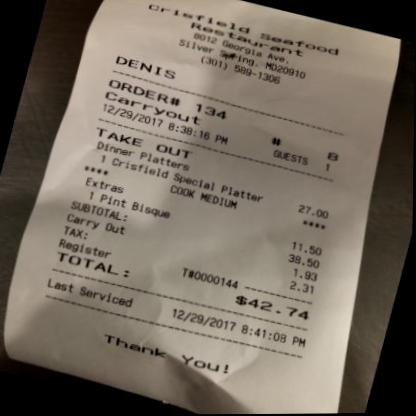 Crisfield Seafood
Restaurant
8012 Georgia Ave.
Silver Spring, MD20910
(301) 589-1306
DENIS
ORDER# 134 # 8
Carryout GUESTS 1
12/29/2017 8:38:16 PM
TAKE OUT
Dinner Platters
1 Crisfield Special Platter 27.00
**** COOK MEDIUM ****
Extras
1 Pint Bisque 11.50
SUBTOTAL: 38.50
Carry Out 1.93
TAX: 2.31
Register T#0000144
TOTAL: $42.74
Last Serviced 12/29/2017 8:41:08 PM
Thank You!